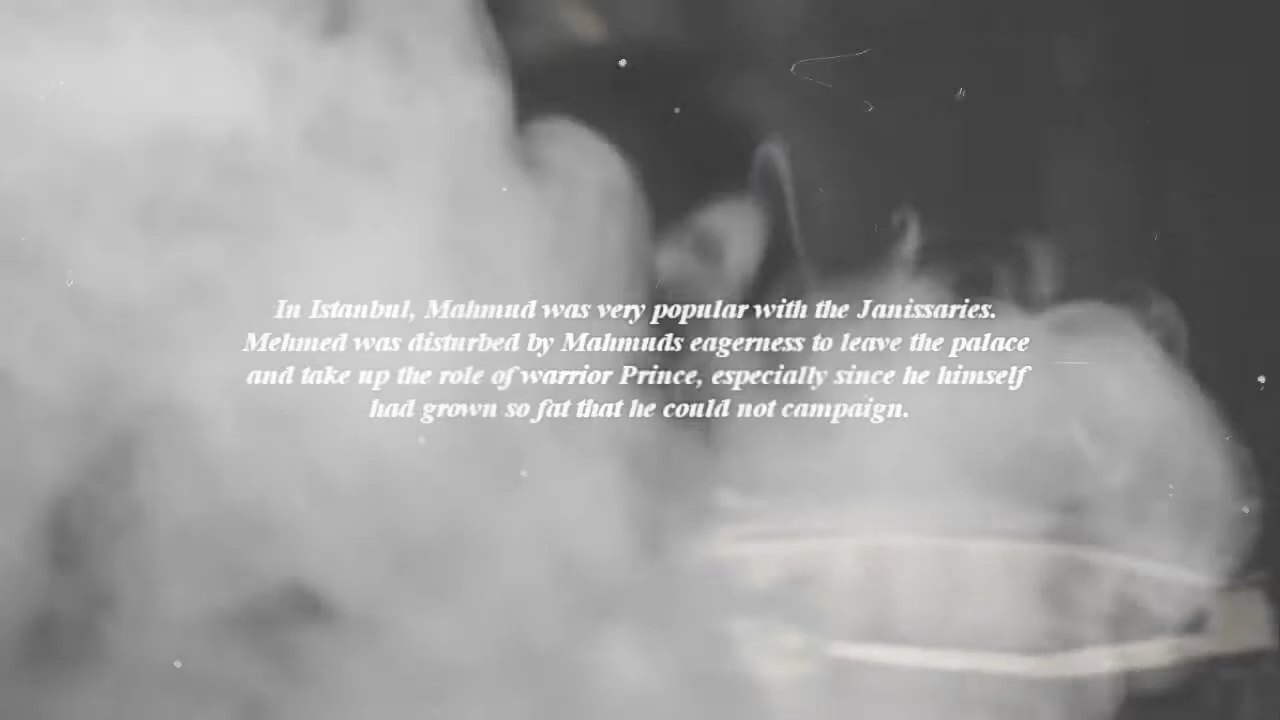 In Istanbul, Mahmud was very popular with the Janissaries.
Mehmed was disturbed by Mahmuds eagerness to leave the palace
and take up the role of warrior Prince, especially since he himself
had grown so fat that he could not campaign.